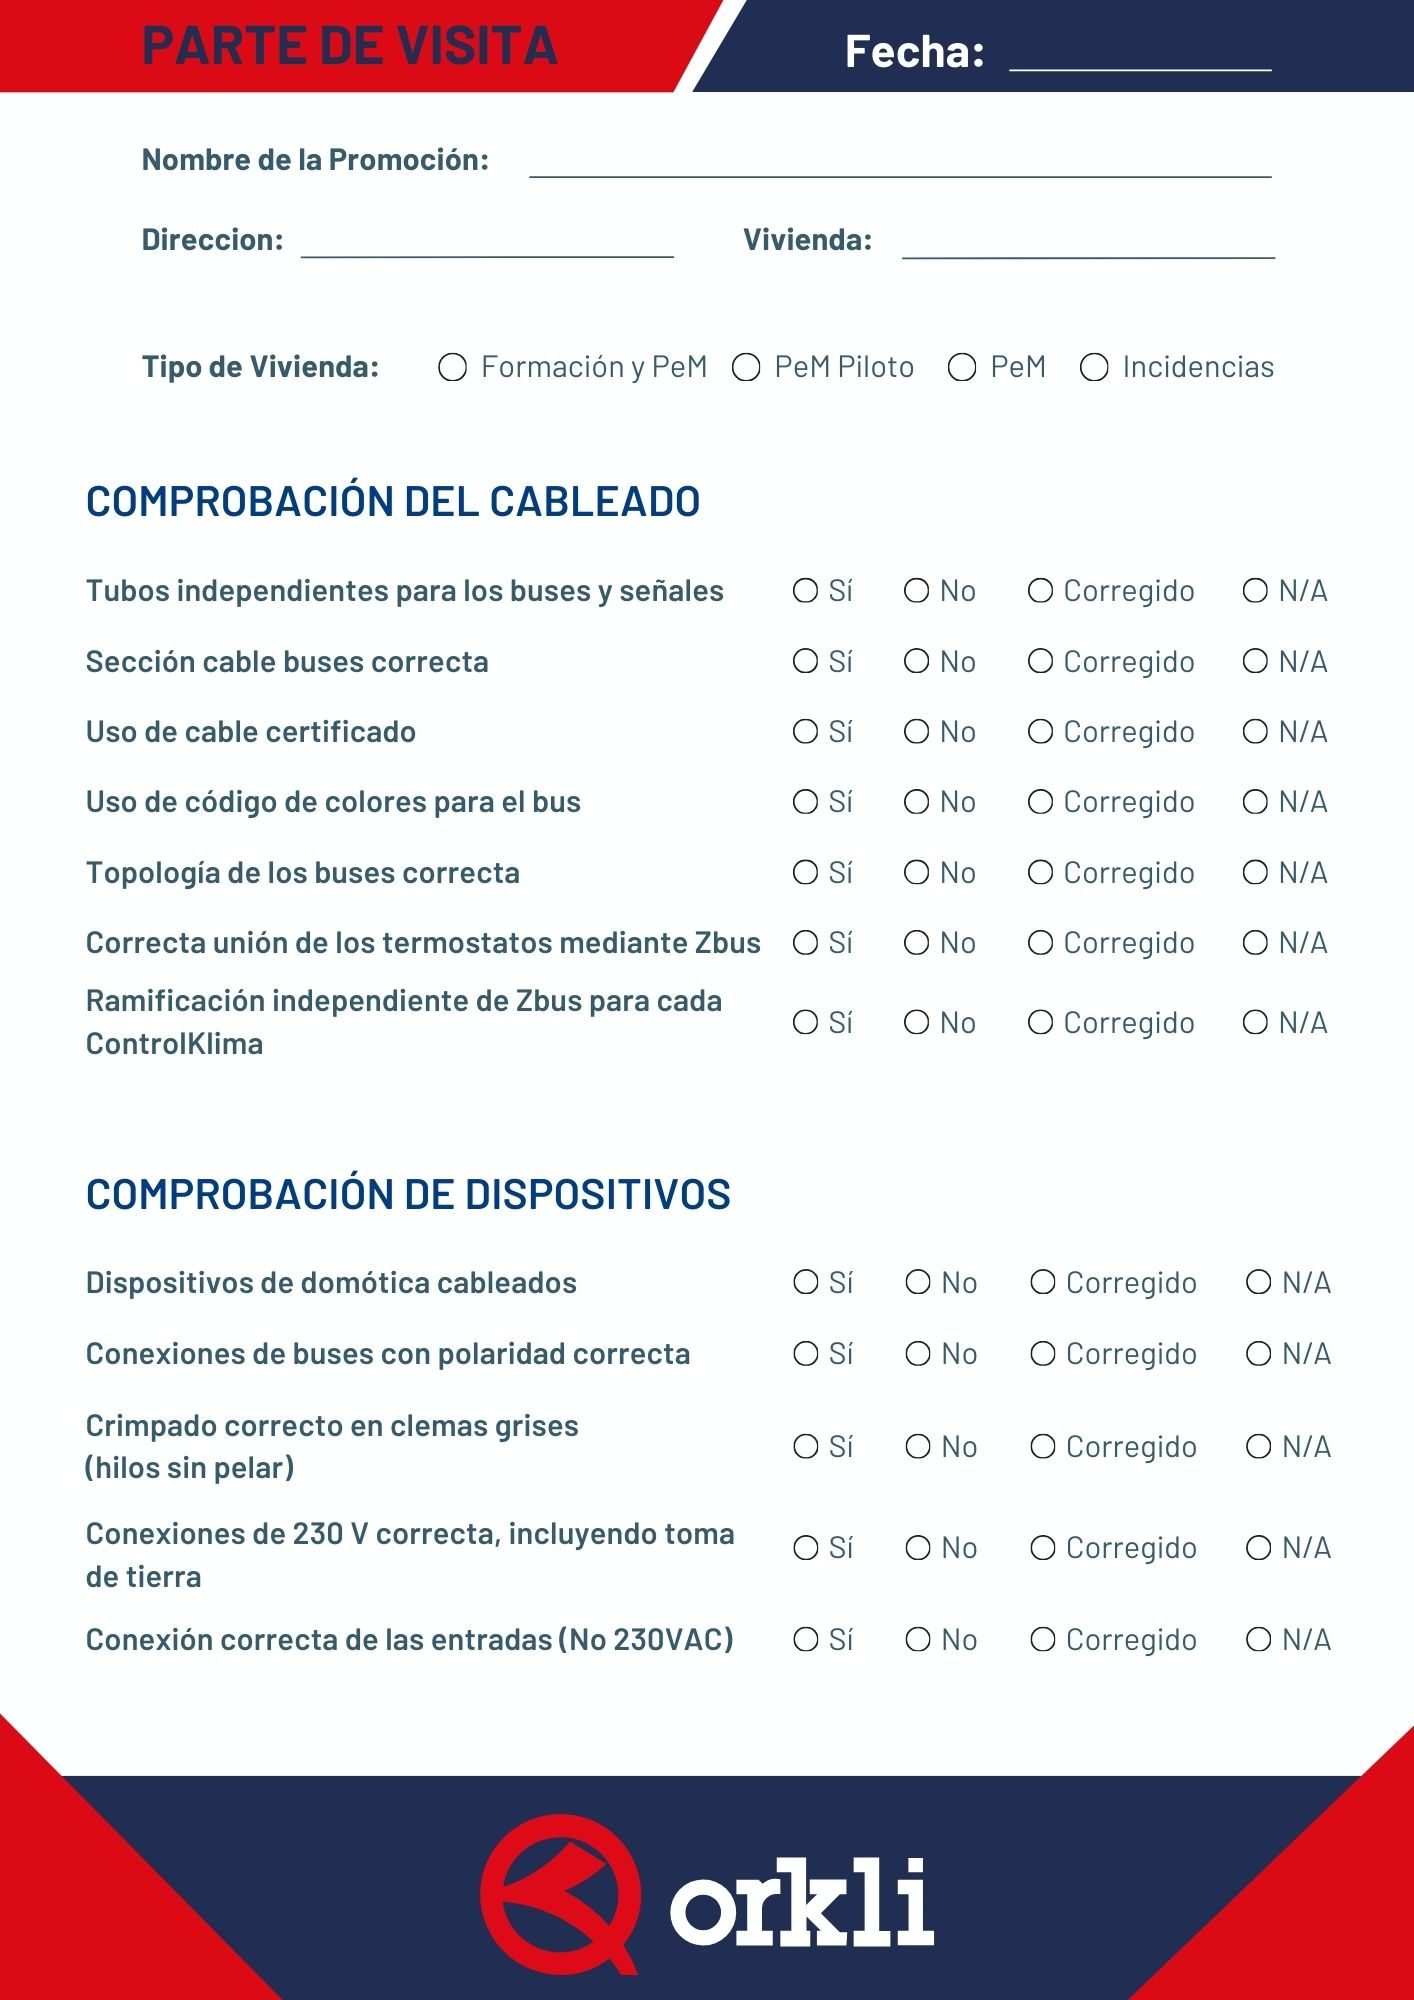 PARTE DE VISITA
Fecha:
Nombre de la Promoción:
Direccion: Vivienda:
Tipo de Vivienda: Formación y PeM PeM Piloto PeM Incidencias
COMPROBACIÓN DEL CABLEADO
Tubos independientes para los buses y señales Sí No Corregido N/A
Sección cable buses correcta Sí No Corregido N/A
Uso de cable certificado Sí No Corregido N/A
Uso de código de colores para el bus Sí No Corregido N/A
Topología de los buses correcta Sí No Corregido N/A
Correcta unión de los termostatos mediante Zbus Sí No Corregido N/A
Ramificación independiente de Zbus para cada
ControlKlima Sí No Corregido N/A
COMPROBACIÓN DE DISPOSITIVOS
Dispositivos de domótica cableados Sí No Corregido N/A
Conexiones de buses con polaridad correcta Sí No Corregido N/A
Crimpado correcto en clemas grises
(hilos sin pelar) Sí No Corregido N/A
Conexiones de 230 V correcta, incluyendo toma
de tierra Sí No Corregido N/A
Conexión correcta de las entradas (No 230VAC) Sí No Corregido N/A
orkli